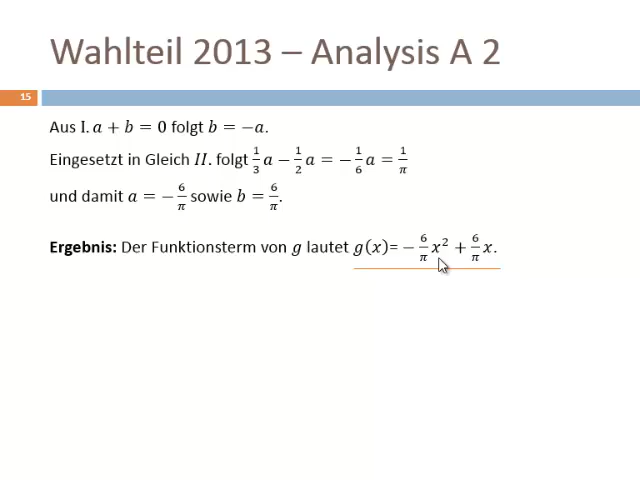 Wahlteil 2013 – Analysis A 2
15
Aus I. a + b = 0 folgt b = −a.
Eingesetzt in Gleich II. folgt 1/3 a − 1/2 a = − 1/6 a = 1/π
und damit a = − 6/π sowie b = 6/π.
Ergebnis: Der Funktionsterm von g lautet g(x)= − 6/π x² + 6/π x.